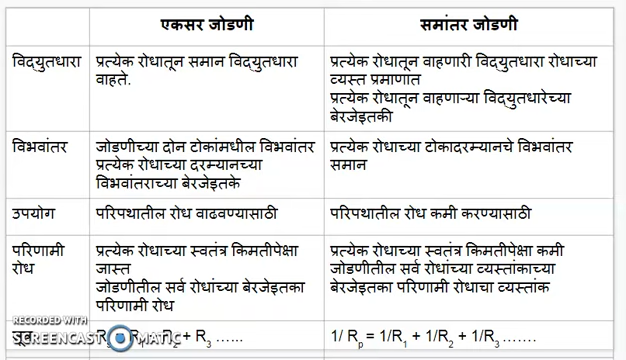 एकसर जोडणी
समांतर जोडणी
विद्युतधारा
प्रत्येक रोधातून समान विद्युतधारा
वाहते.
प्रत्येक रोधातून वाहणारी विद्युतधारा रोधाच्या
व्यस्त प्रमाणात
प्रत्येक रोधातून वाहणाऱ्या विद्युतधारेच्या
बेरजेइतकी
विभवांतर
जोडणीच्या दोन टोकांमधील विभवांतर
प्रत्येक रोधाच्या दरम्यानच्या
विभवांतराच्या बेरजेइतके
प्रत्येक रोधाच्या टोकादरम्यानचे विभवांतर
समान
उपयोग
परिपथातील रोध वाढवण्यासाठी
परिपथातील रोध कमी करण्यासाठी
परिणामी
रोध
प्रत्येक रोधाच्या स्वतंत्र किमतीपेक्षा
जास्त
जोडणीतील सर्व रोधांच्या बेरजेइतका
परिणामी रोध
प्रत्येक रोधाच्या स्वतंत्र किमतीपेक्षा कमी
जोडणीतील सर्व रोधांच्या व्यस्तांकाच्या
बेरजेइतका परिणामी रोधाचा व्यस्तांक
+ R3 ......
1/ Rp = 1/R1 + 1/R2 + 1/R3 .......
RECORDED WITH
SCREENCAST MATIC